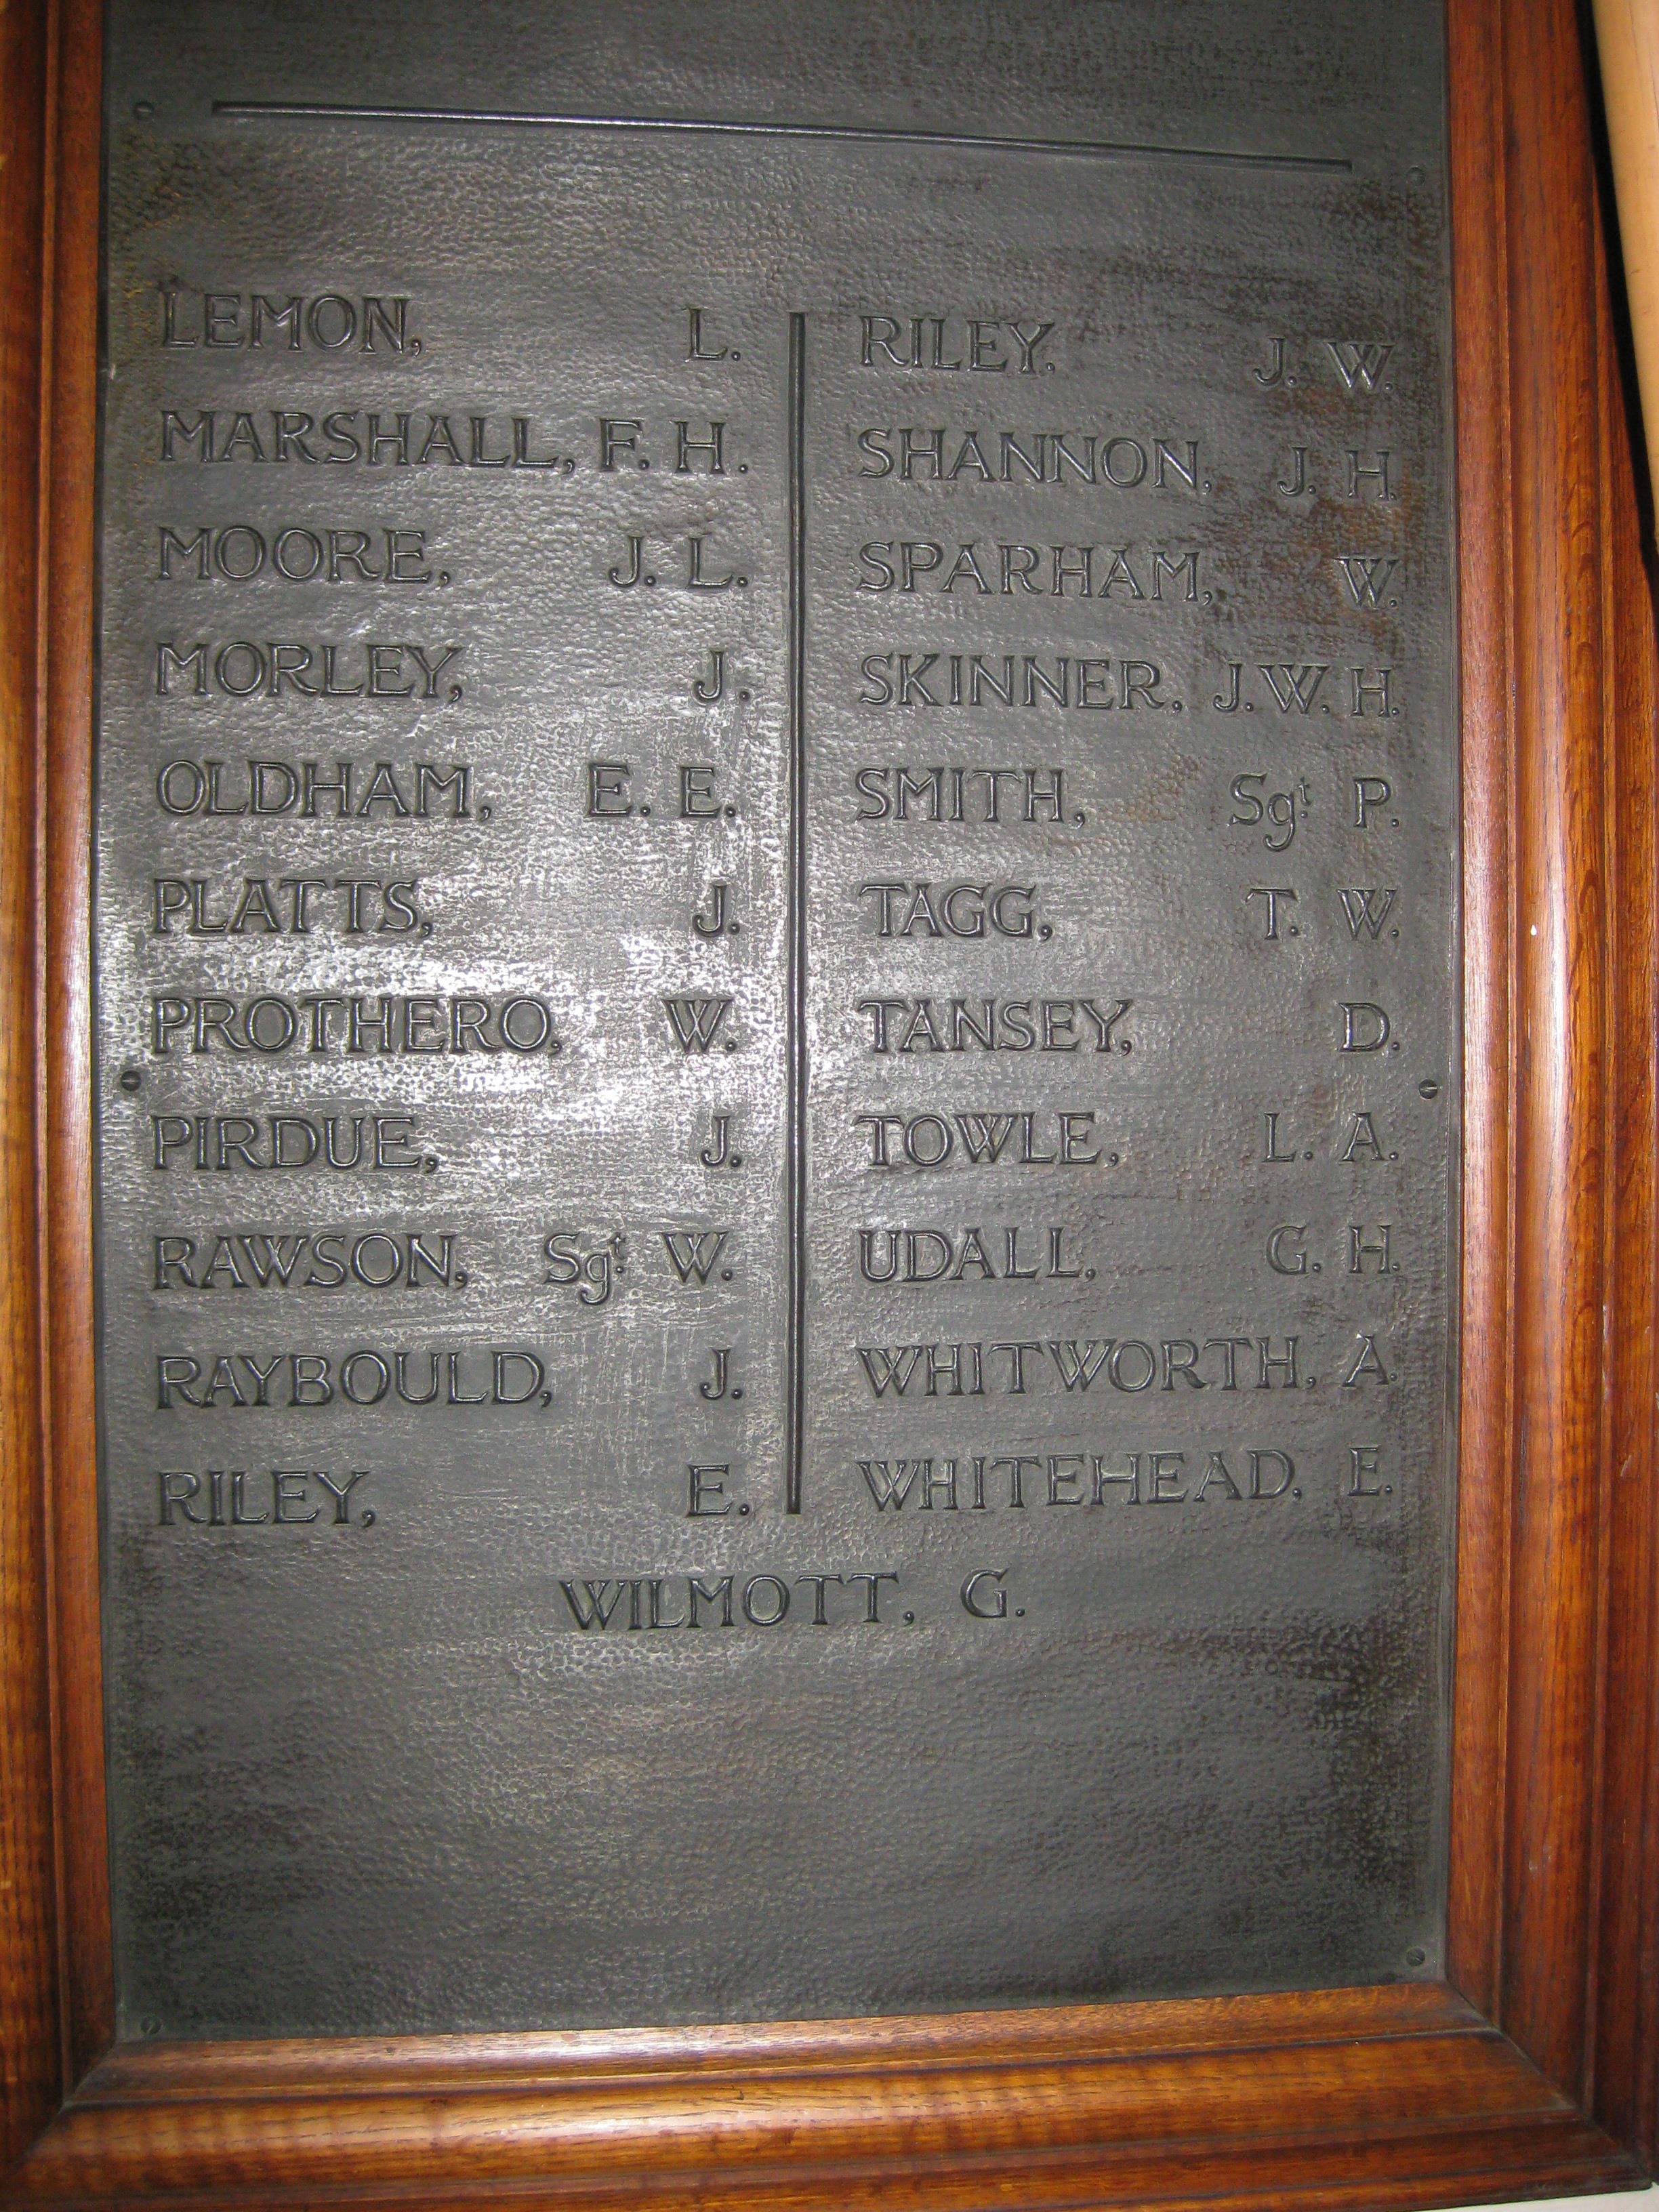 LEMON, L.
MARSHALL, F. H.
MOORE, J. L.
MORLEY, J.
OLDHAM, E. E.
PLATTS, J.
PROTHERO, W.
PIRDUE, J.
RAWSON, Sgt W.
RAYBOULD, J.
RILEY, E.
RILEY. J. W.
SHANNON, J. H.
SPARHAM, W.
SKINNER, J. W. H.
SMITH, Sgt P.
TAGG, T. W.
TANSEY, D.
TOWLE, L. A.
UDALL, G. H.
WHITWORTH, A.
WHITEHEAD, E.
WILMOTT, G.